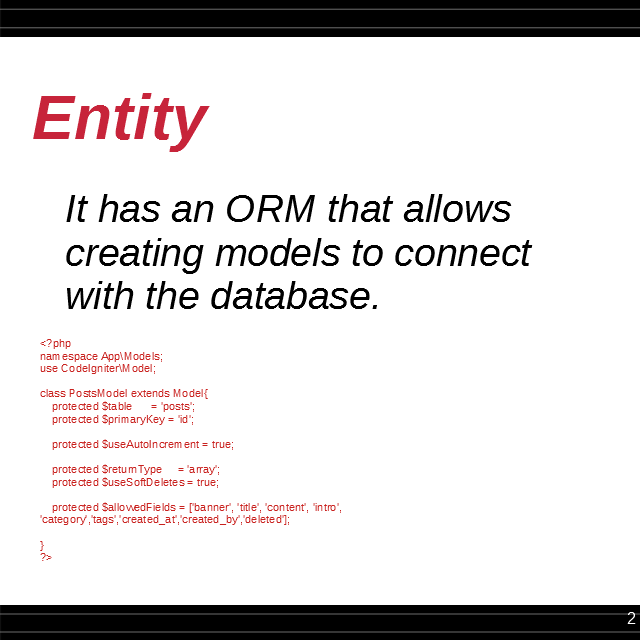 Entity
It has an ORM that allows
creating models to connect
with the database.
<?php
namespace App\Models;
use CodeIgniter\Model;
class PostsModel extends Model{
protected $table = 'posts';
protected $primaryKey = 'id';
protected $useAutoIncrement = true;
protected $returnType = 'array';
protected $useSoftDeletes = true;
protected $allowedFields = ['banner', 'title', 'content', 'intro',
'category','tags','created_at','created_by','deleted'];
}
?>
2